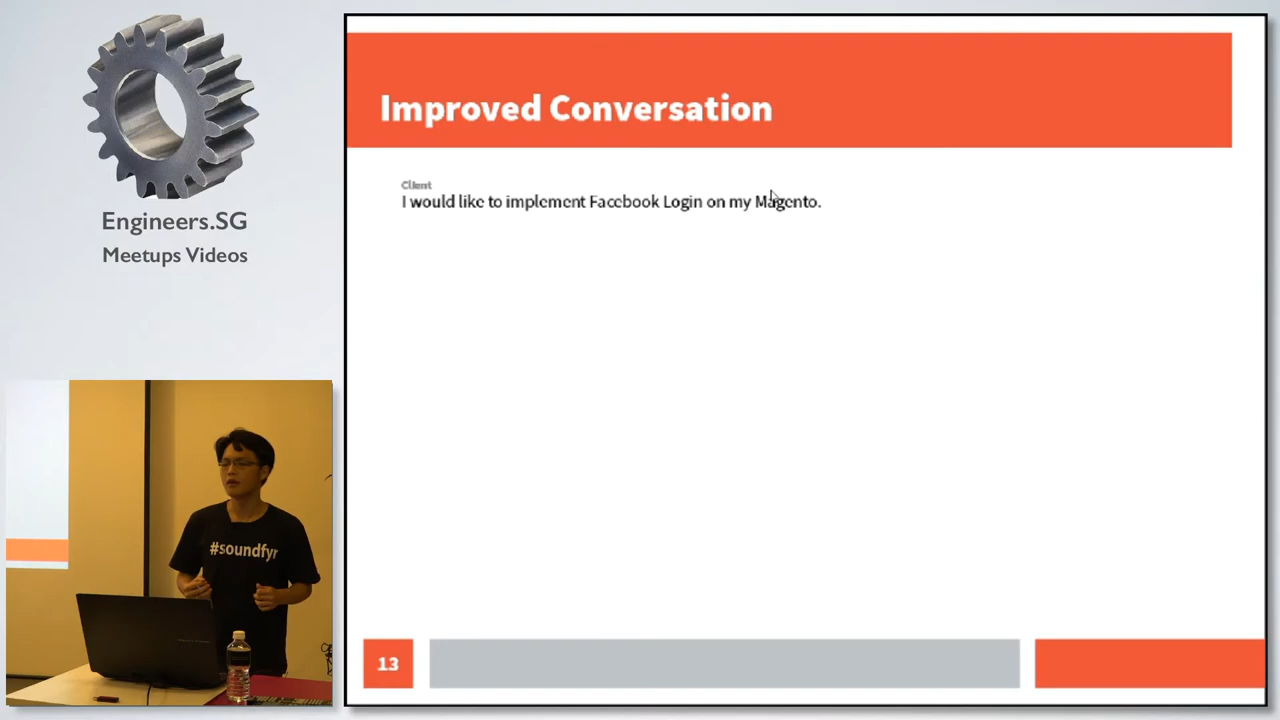 Engineers.SG
Meetups Videos
Improved Conversation
Client
I would like to implement Facebook Login on my Magento.
#soundfyr
13